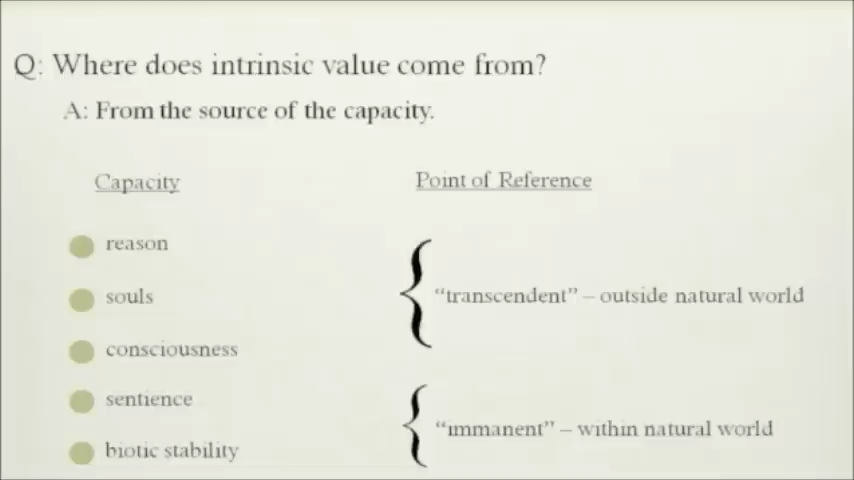 Q: Where does intrinsic value come from?
A: From the source of the capacity.
Capacity
Point of Reference
reason
souls
consciousness
sentience
biotic stability
“transcendent” – outside natural world
“immanent” – within natural world